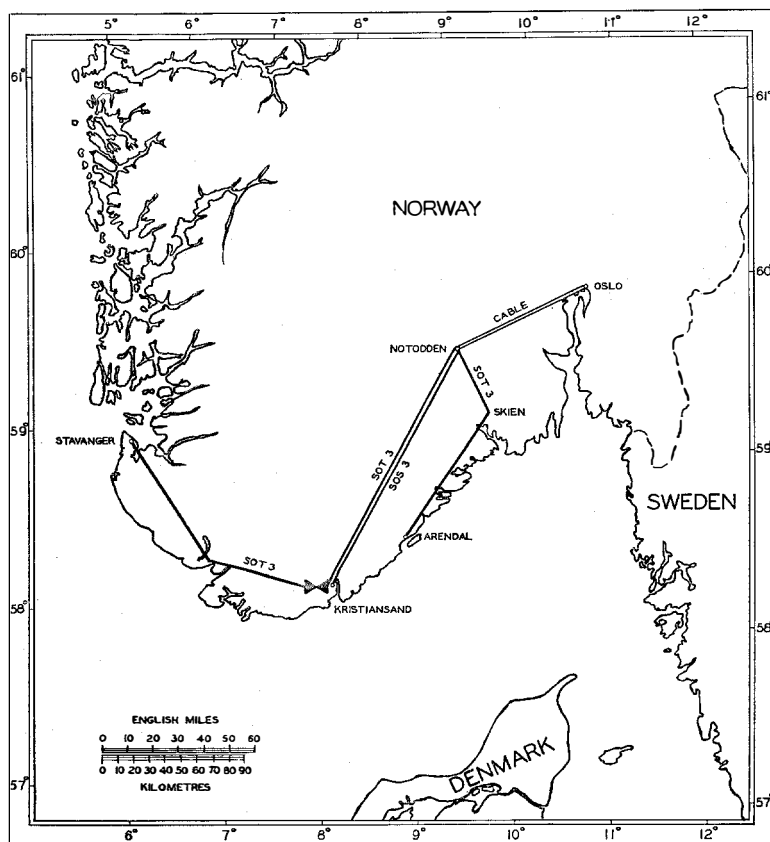 5° 6° 7° 8° 9° 10° 11° 12°
61° 61°
NORWAY
60° 60°
OSLO
CABLE
NOTODDEN
SOT 3
SKIEN
STAVANGER
59° 59°
SOT 3
SOS 3
SWEDEN
ARENDAL
SOT 3
58° 58°
KRISTIANSAND
ENGLISH MILES
0 10 20 30 40 50 60
0 10 20 30 40 50 60 70 80 90
KILOMETRES
DENMARK
57° 57°
6° 7° 8° 9° 10° 11° 12°